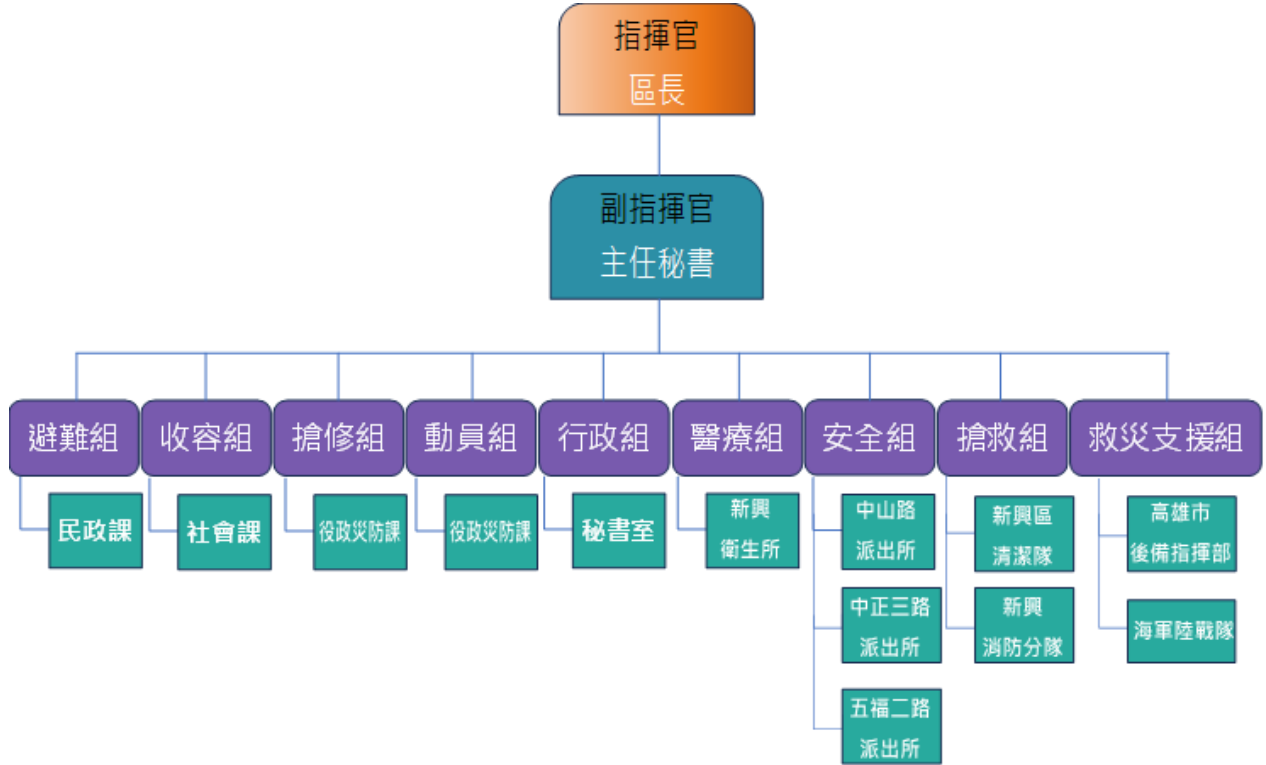 指揮官
區長
副指揮官
主任秘書
避難組
收容組
搶修組
動員組
行政組
醫療組
安全組
搶救組
救災支援組
民政課
社會課
役政災防課
役政災防課
秘書室
新興
衛生所
中山路
派出所
新興區
清潔隊
高雄市
後備指揮部
中正三路
派出所
新興
消防分隊
海軍陸戰隊
五福二路
派出所